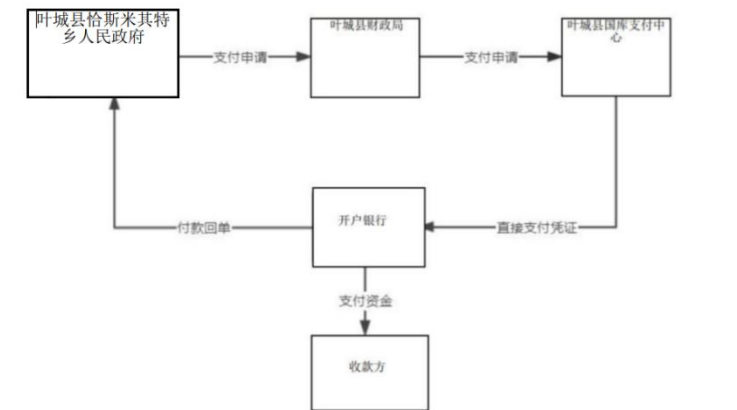 叶城县恰斯米其特
乡人民政府
支付申请
叶城县财政局
支付申请
叶城县国库支付中
心
付款回单
开户银行
直接支付凭证
支付资金
收款方